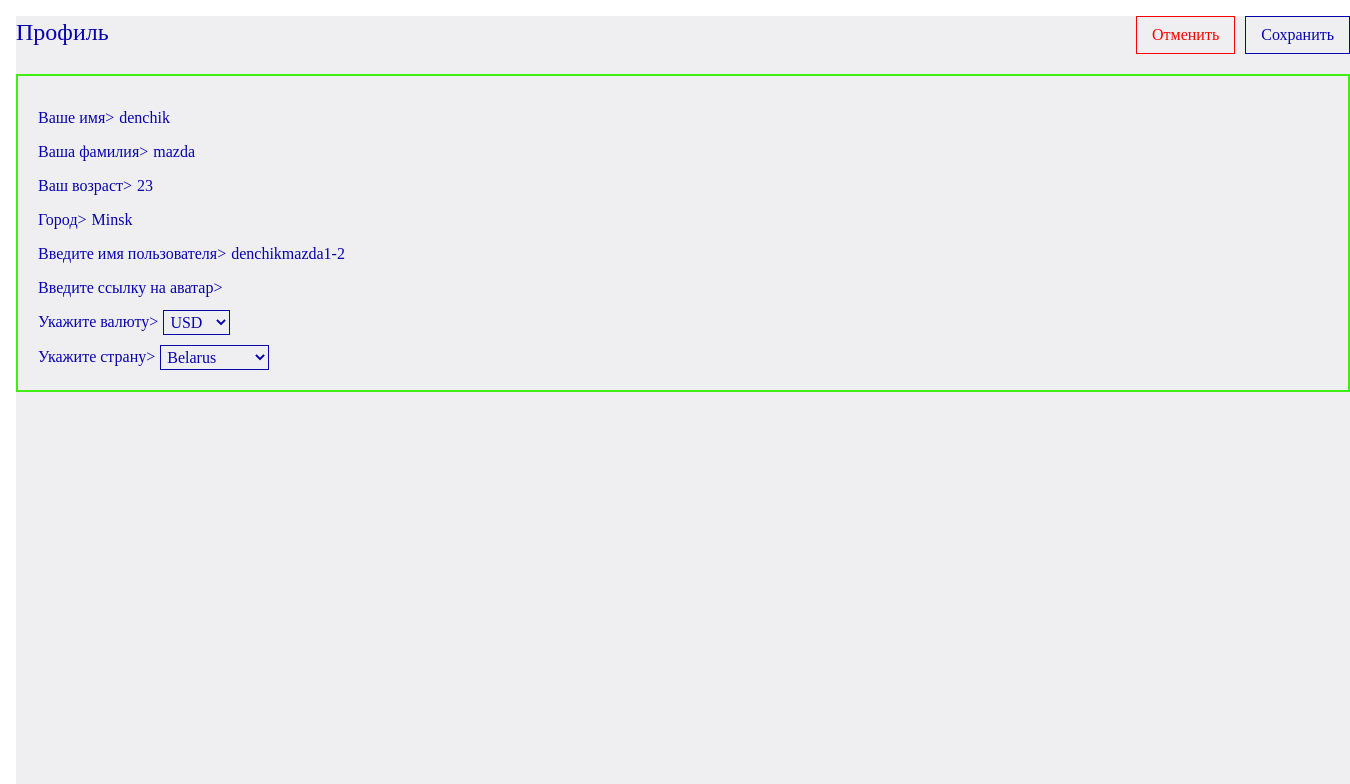 Профиль
Отменить
Сохранить
Ваше имя> denchik
Ваша фамилия> mazda
Ваш возраст> 23
Город> Minsk
Введите имя пользователя> denchikmazda1-2
Введите ссылку на аватар>
Укажите валюту> USD
Укажите страну> Belarus